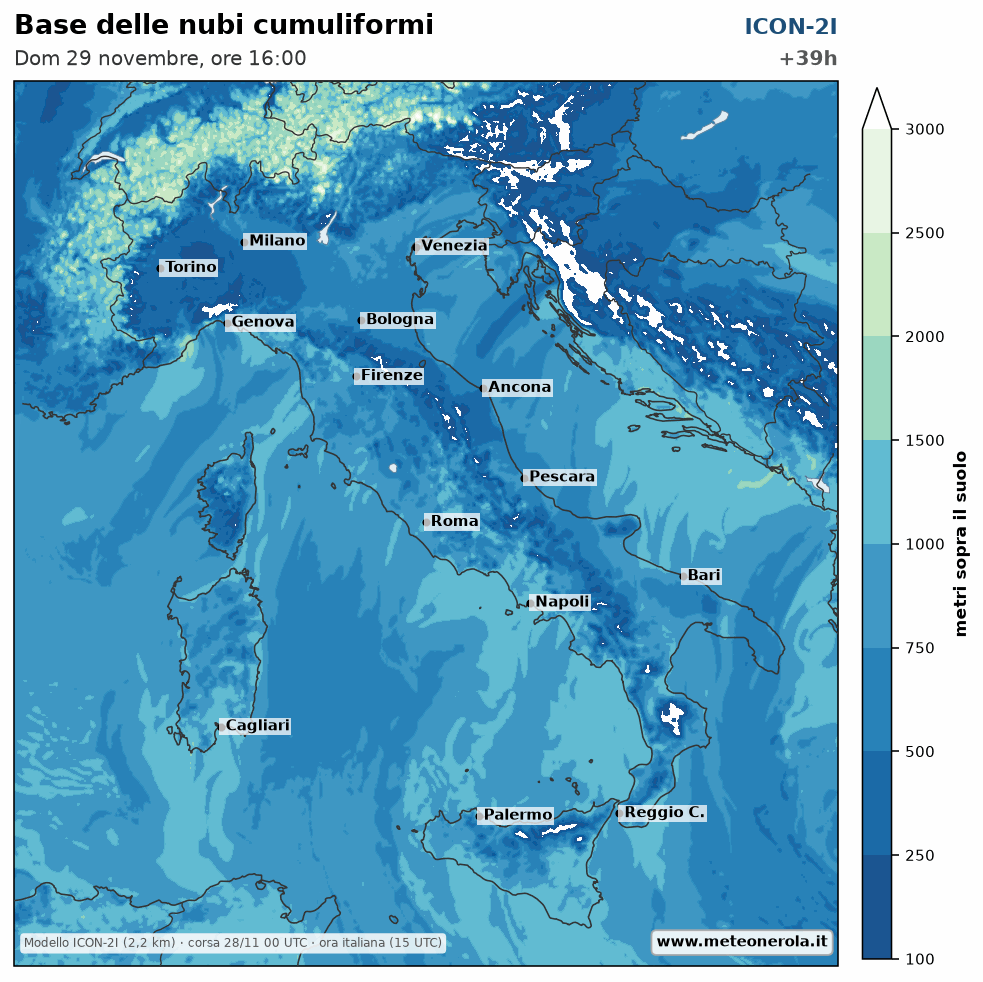 Base delle nubi cumuliformi
ICON-2I
Dom 29 novembre, ore 16:00
+39h
3000
2500
2000
1500
1000
750
500
250
100
metri sopra il suolo
Milano
Venezia
Torino
Genova
Bologna
Firenze
Ancona
Pescara
Roma
Bari
Napoli
Cagliari
Palermo
Reggio C.
Modello ICON-2I (2,2 km) · corsa 28/11 00 UTC · ora italiana (15 UTC)
www.meteonerola.it